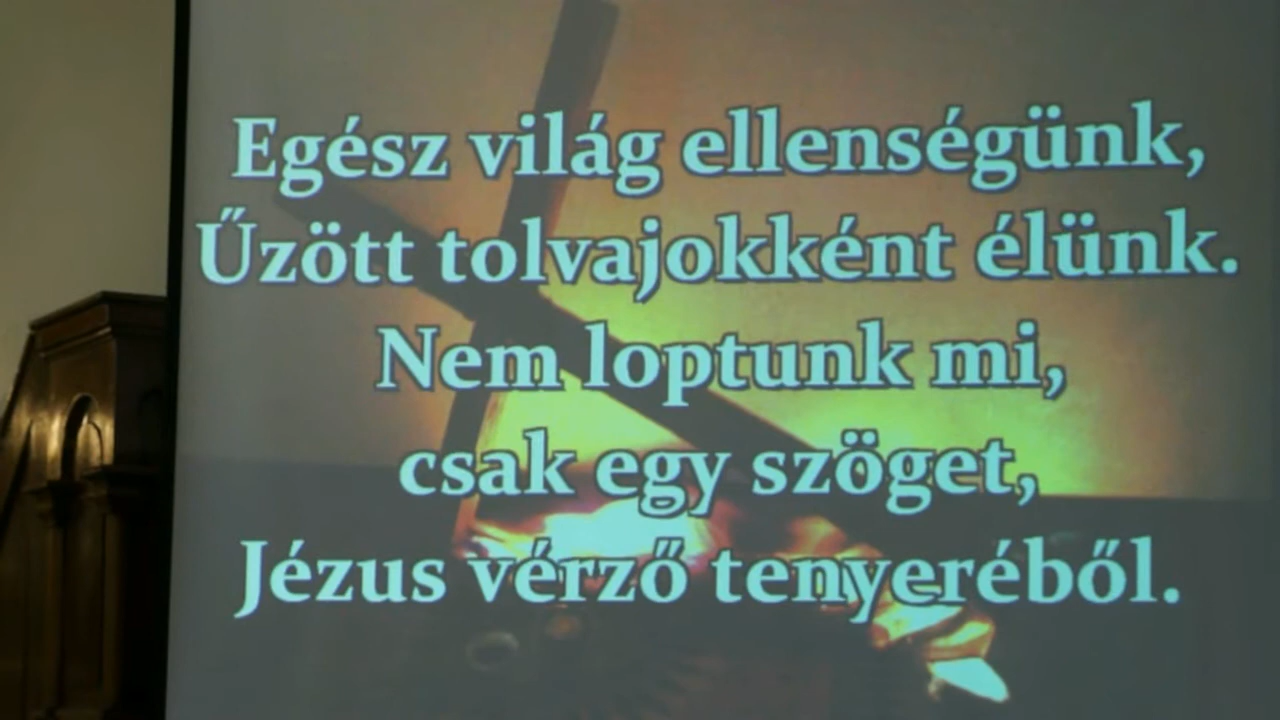 Egész világ ellenségünk,
Űzött tolvajokként élünk.
Nem loptunk mi,
csak egy szöget,
Jézus vérző tenyeréből.